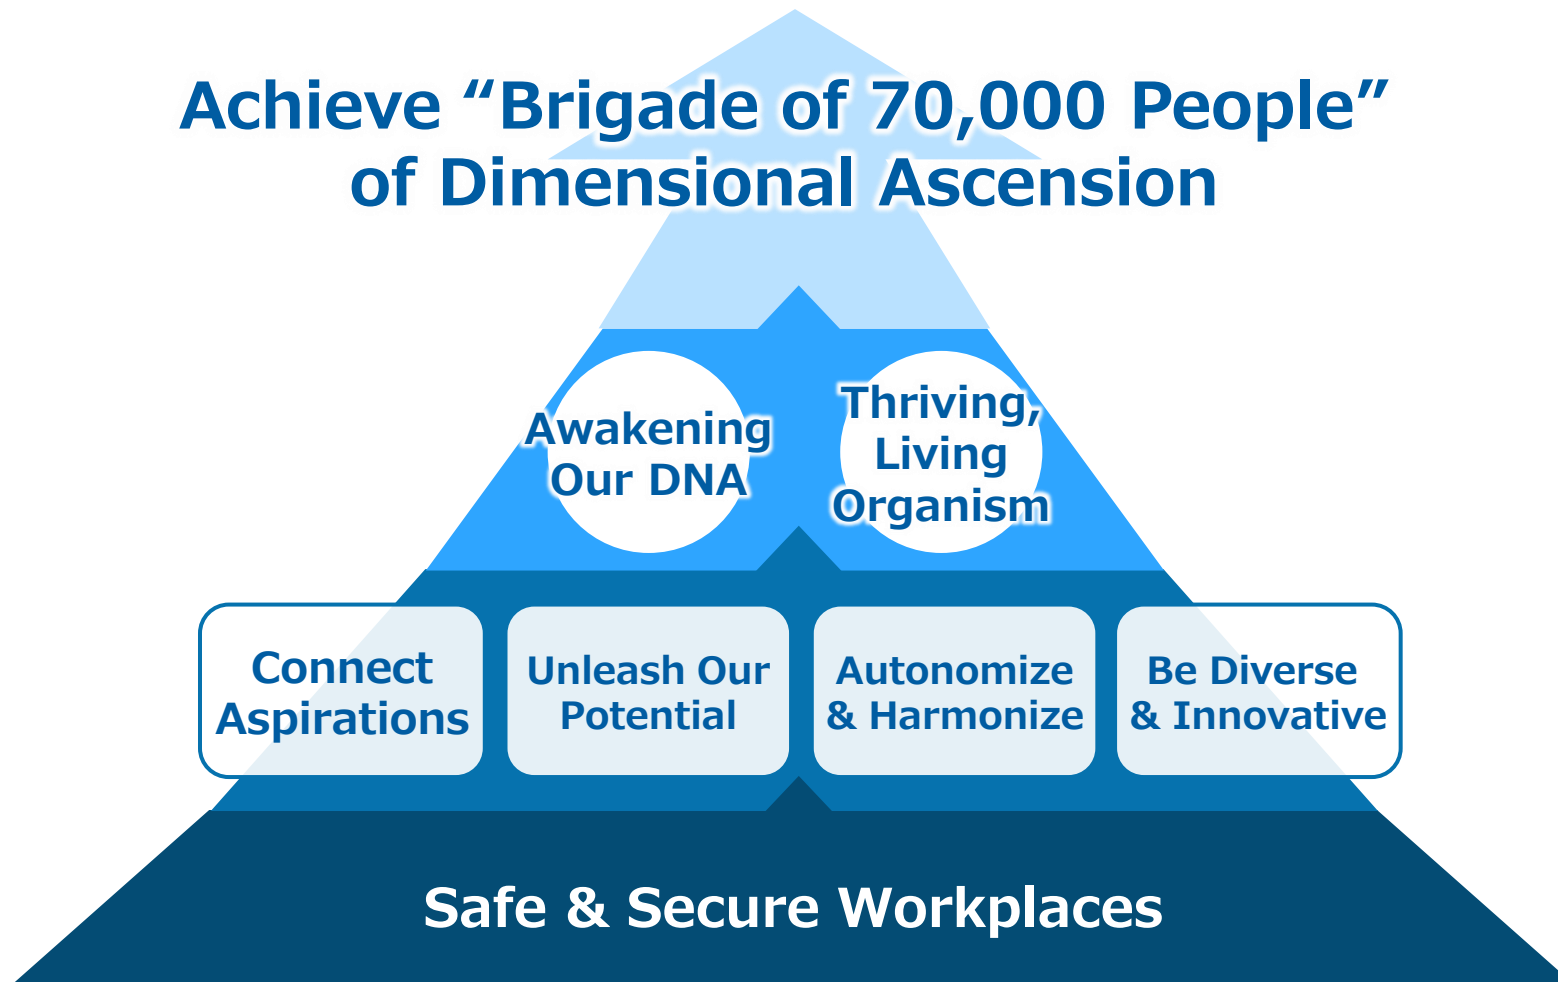 Achieve “Brigade of 70,000 People”
of Dimensional Ascension
Awakening
Our DNA
Thriving,
Living
Organism
Connect
Aspirations
Unleash Our
Potential
Autonomize
& Harmonize
Be Diverse
& Innovative
Safe & Secure Workplaces